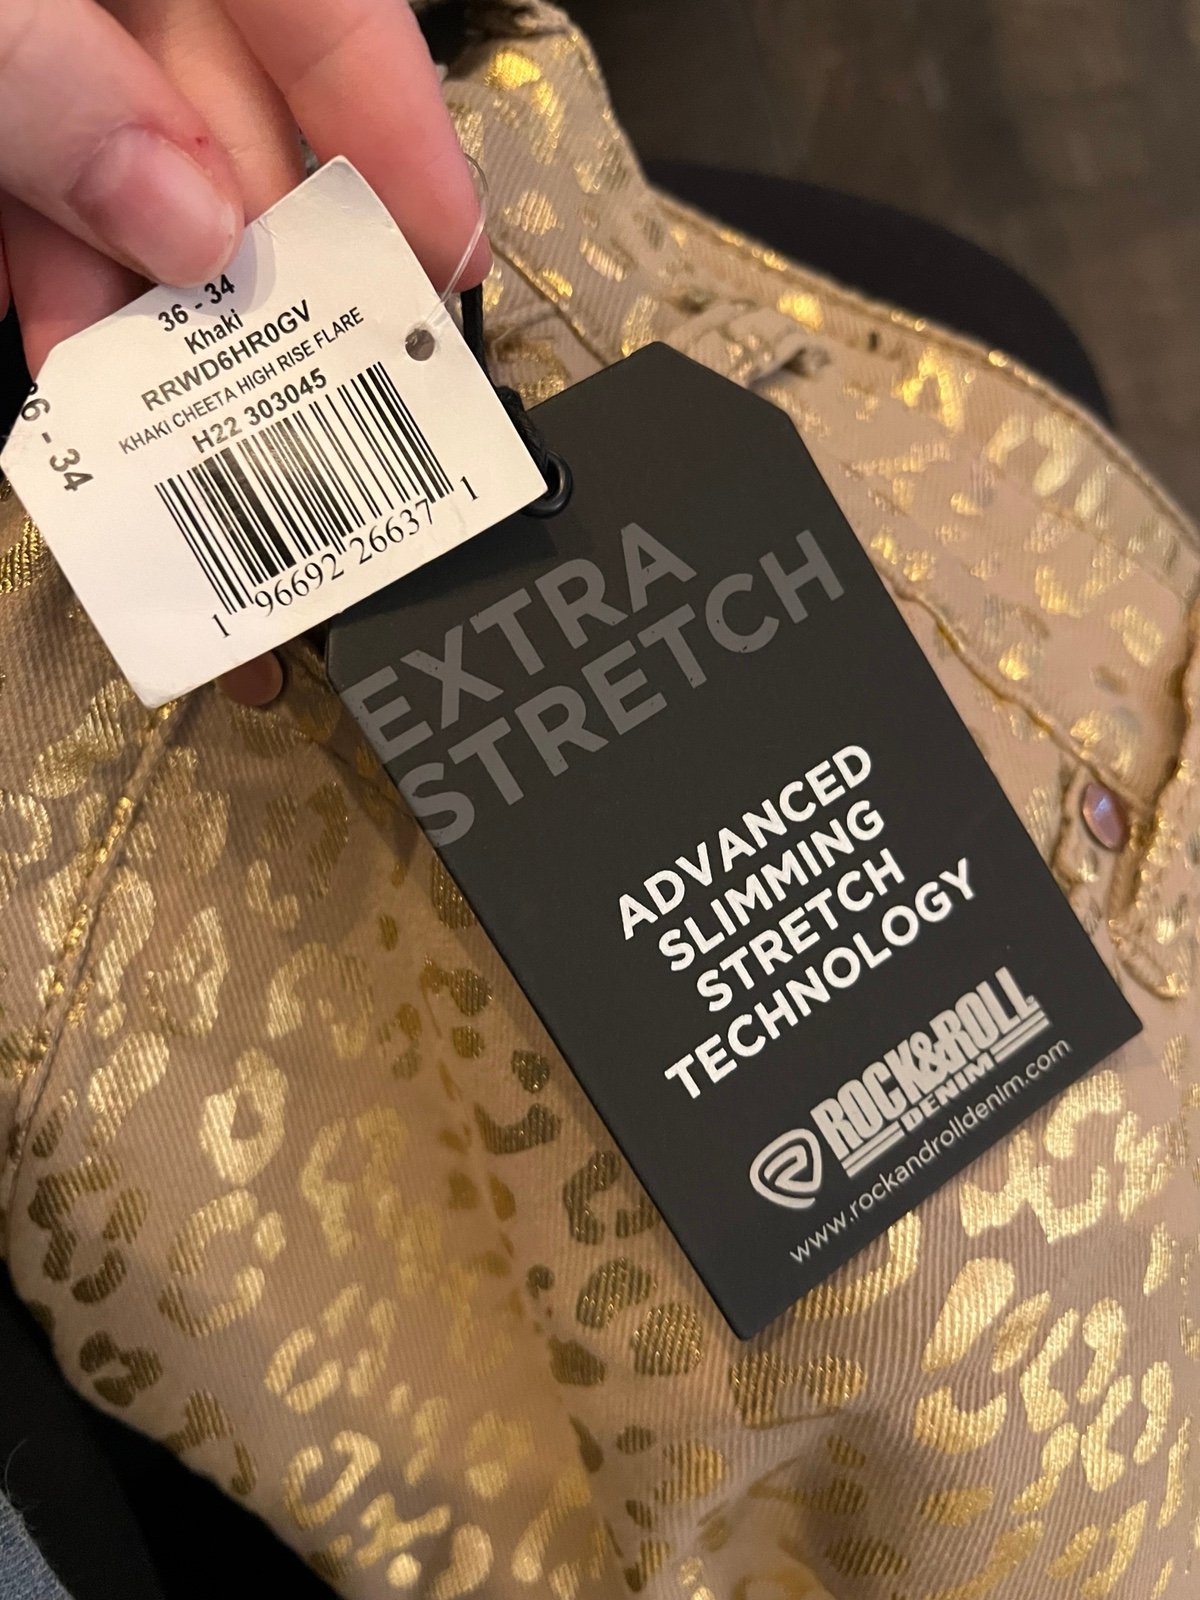 36 - 34
Khaki
RRWD6HR0GV
KHAKI CHEETA HIGH RISE FLARE
H22 303045
1 96692 26637 1
36 - 34
EXTRA
STRETCH
ADVANCED
SLIMMING
STRETCH
TECHNOLOGY
ROCK&ROLL
DENIM
www.rockandrolldenim.com